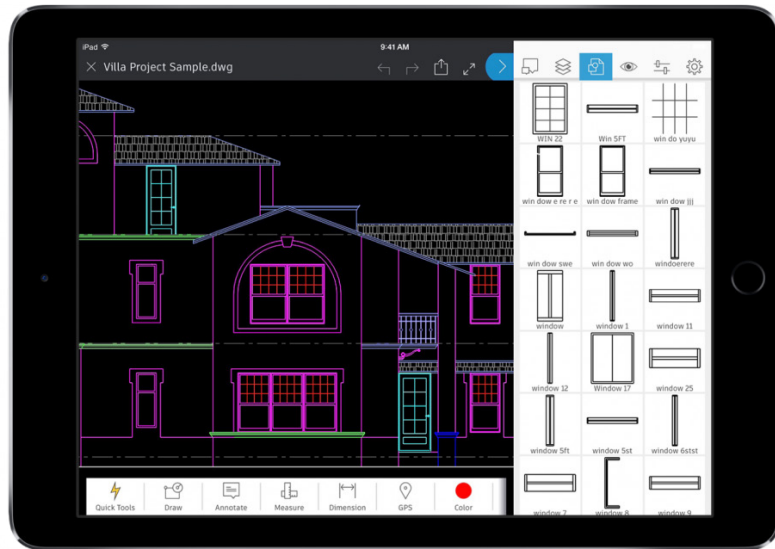 iPad
9:41 AM
Villa Project Sample.dwg
WIN 22
Win 5FT
win do yuyu
win dow e re r e
win dow frame
win dow jjj
win dow swe
win dow wo
windoerere
window
window 1
window 11
window 12
Window 17
window 25
window 5ft
window 5st
window 6stst
window 7
window 8
window 9
Quick Tools
Draw
Annotate
Measure
Dimension
GPS
Color